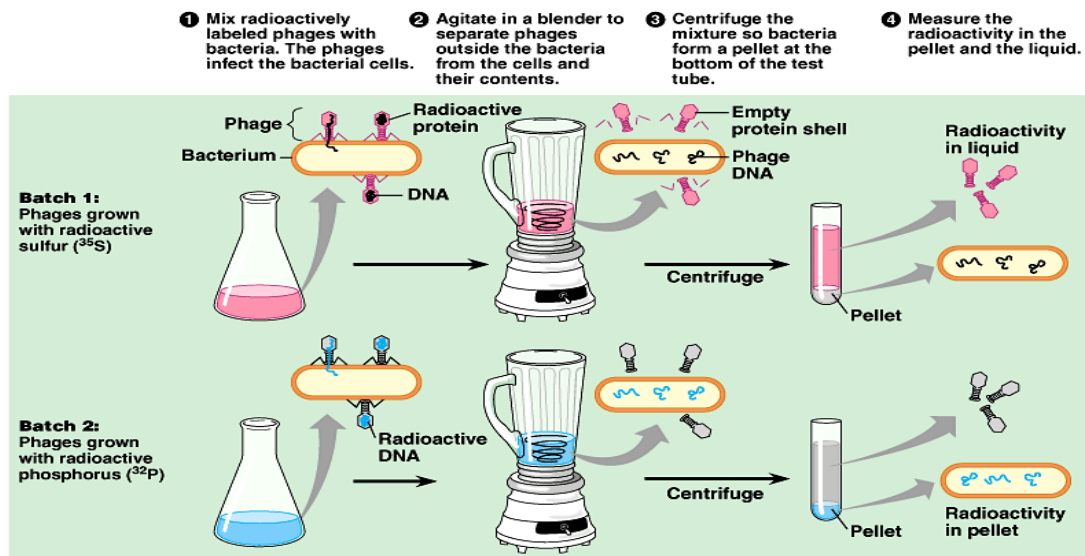 1 Mix radioactively
labeled phages with
bacteria. The phages
infect the bacterial cells.
2 Agitate in a blender to
separate phages
outside the bacteria
from the cells and
their contents.
3 Centrifuge the
mixture so bacteria
form a pellet at the
bottom of the test
tube.
4 Measure the
radioactivity in the
pellet and the liquid.
Phage
Radioactive
protein
Bacterium
DNA
Empty
protein shell
Phage
DNA
Radioactivity
in liquid
Batch 1:
Phages grown
with radioactive
sulfur (³⁵S)
Centrifuge
Pellet
Batch 2:
Phages grown
with radioactive
phosphorus (³²P)
Radioactive
DNA
Centrifuge
Pellet
Radioactivity
in pellet